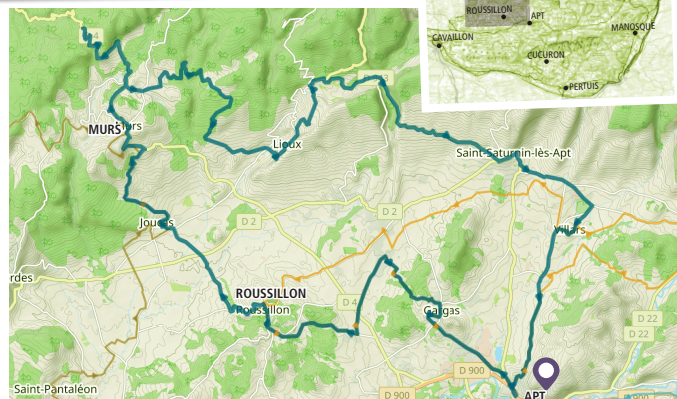 ROUSSILLON
APT
MANOSQUE
CAVAILLON
CUCURON
PERTUIS
MURS
Lioux
Saint-Saturnin-lès-Apt
D 2
D 2
Villars
ROUSSILLON
Roussillon
D 4
Gargas
D 22
D 22
D 900
Saint-Pantaléon
D 900
APT